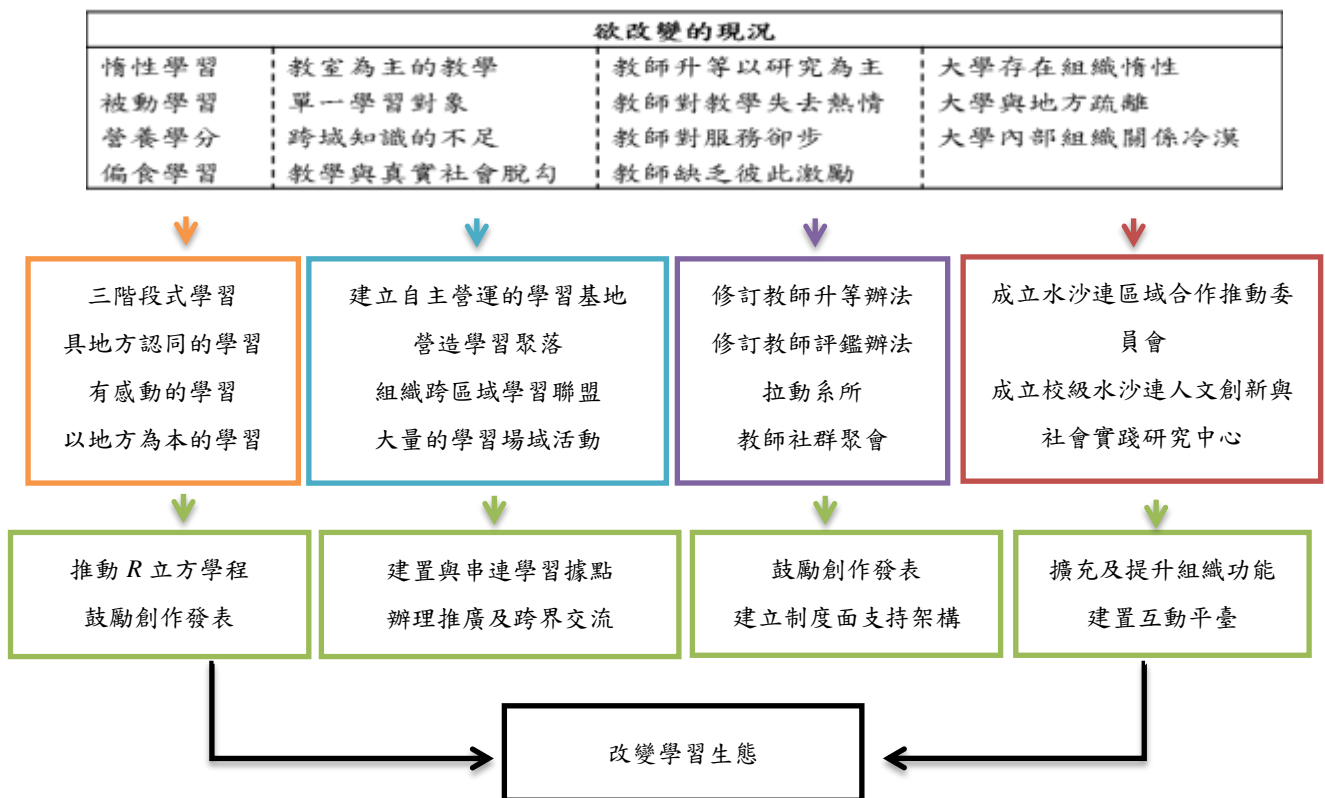 欲改變的現況
惰性學習 教室為主的教學 教師升等以研究為主 大學存在組織惰性
被動學習 單一學習對象 教師對教學失去熱情 大學與地方疏離
營養學分 跨域知識的不足 教師對服務卻步 大學內部組織關係冷漠
偏食學習 教學與真實社會脫勾 教師缺乏彼此激勵
三階段式學習
具地方認同的學習
有感動的學習
以地方為本的學習
建立自主營運的學習基地
營造學習聚落
組織跨區域學習聯盟
大量的學習場域活動
修訂教師升等辦法
修訂教師評鑑辦法
拉動系所
教師社群聚會
成立水沙連區域合作推動委
員會
成立校級水沙連人文創新與
社會實踐研究中心
推動 R 立方學程
鼓勵創作發表
建置與串連學習據點
辦理推廣及跨界交流
鼓勵創作發表
建立制度面支持架構
擴充及提升組織功能
建置互動平臺
改變學習生態